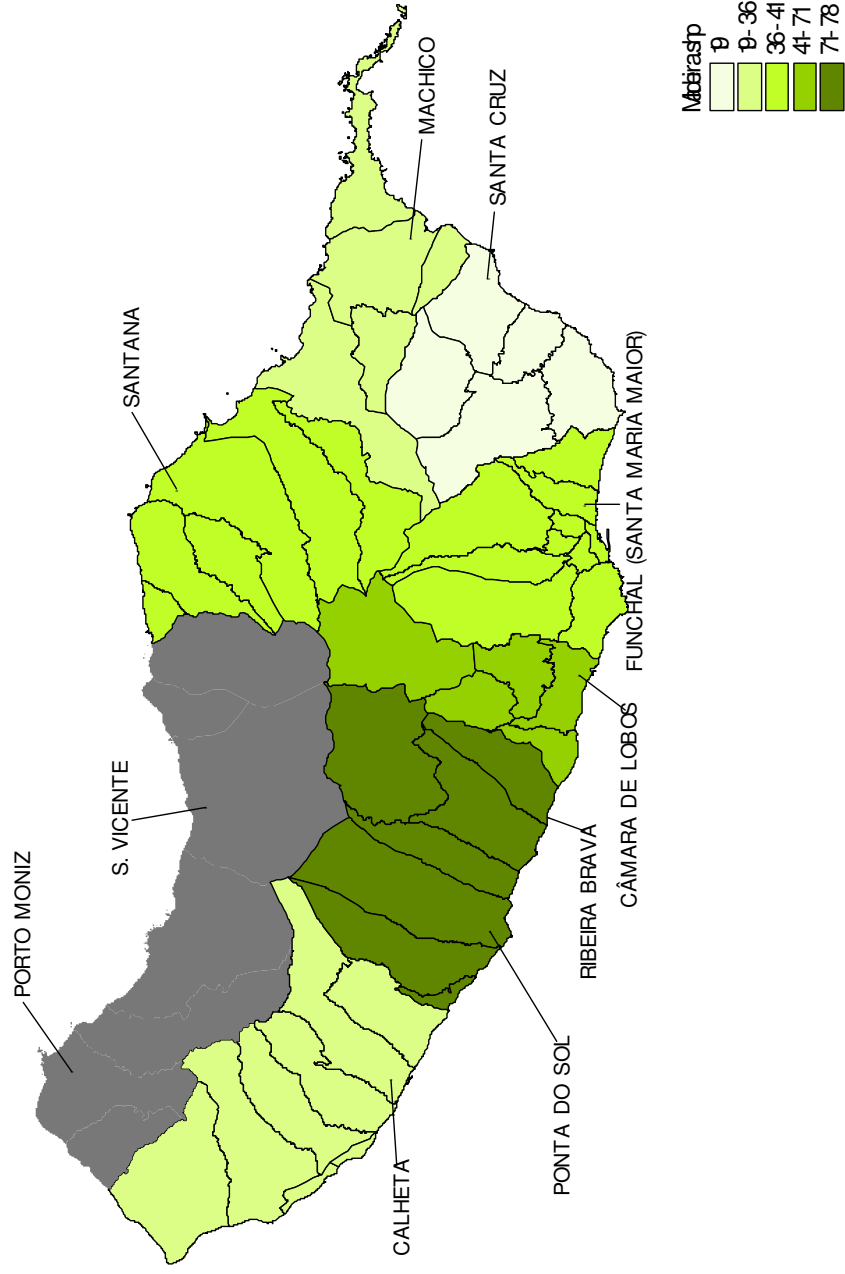 PORTO MONIZ
S. VICENTE
SANTANA
MACHICO
SANTA CRUZ
FUNCHAL (SANTA MARIA MAIOR)
CÂMARA DE LOBOS
RIBEIRA BRAVA
PONTA DO SOL
CALHETA
19
19 - 36
36 - 41
41 - 71
71 - 78